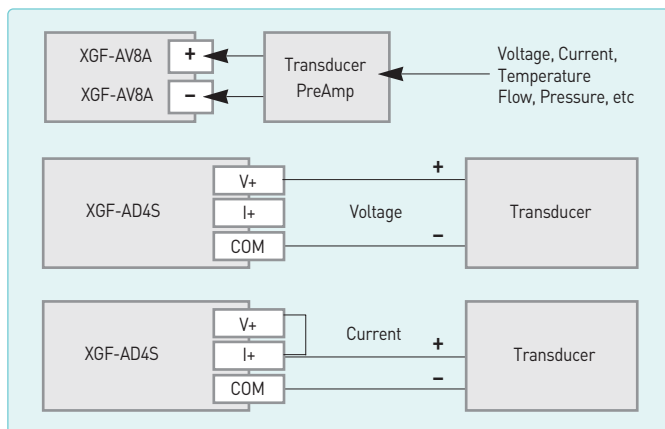 XGF-AV8A
+
XGF-AV8A
−
Transducer
PreAmp
Voltage, Current,
Temperature
Flow, Pressure, etc
XGF-AD4S
V+
I+
COM
Voltage
+
−
Transducer
XGF-AD4S
V+
I+
COM
Current
+
−
Transducer